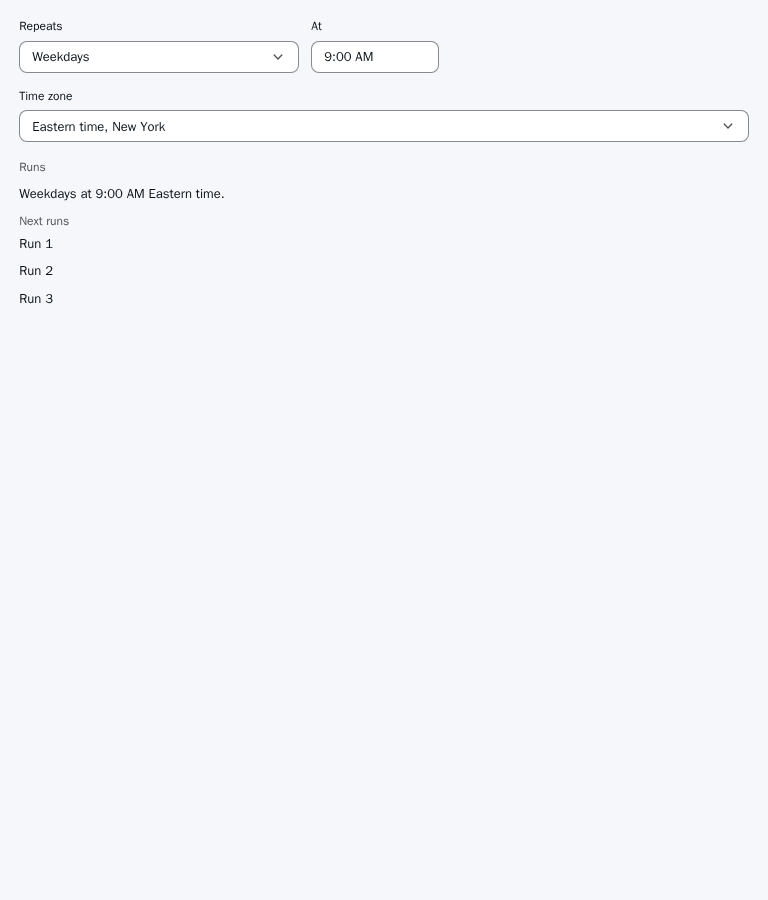 Repeats
At
Weekdays
9:00 AM
Time zone
Eastern time, New York
Runs
Weekdays at 9:00 AM Eastern time.
Next runs
Run 1
Run 2
Run 3